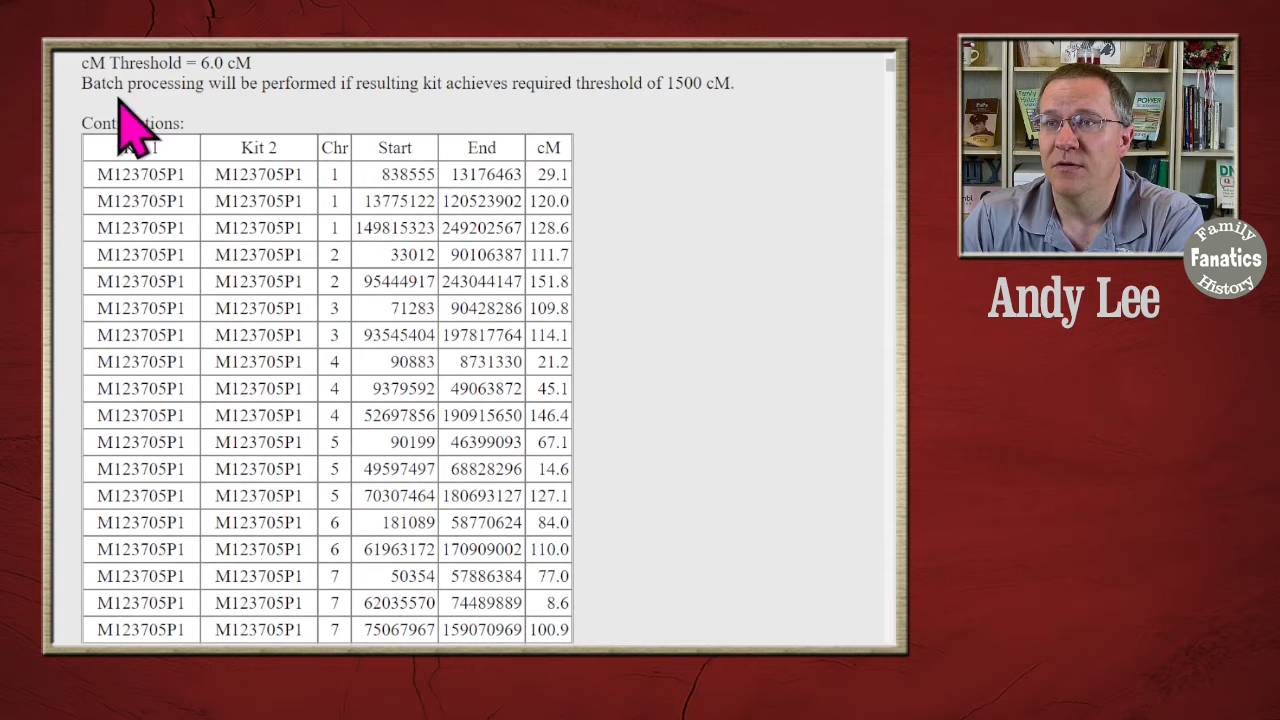 cM Threshold = 6.0 cM
Batch processing will be performed if resulting kit achieves required threshold of 1500 cM.
Kit 2 Chr Start End cM
M123705P1 M123705P1 1 838555 13176463 29.1
M123705P1 M123705P1 1 13775122 120523902 120.0
M123705P1 M123705P1 1 149815323 249202567 128.6
M123705P1 M123705P1 2 33012 90106387 111.7
M123705P1 M123705P1 2 95444917 243044147 151.8
M123705P1 M123705P1 3 71283 90428286 109.8
M123705P1 M123705P1 3 93545404 197817764 114.1
M123705P1 M123705P1 4 90883 8731330 21.2
M123705P1 M123705P1 4 9379592 49063872 45.1
M123705P1 M123705P1 4 52697856 190915650 146.4
M123705P1 M123705P1 5 90199 46399093 67.1
M123705P1 M123705P1 5 49597497 68828296 14.6
M123705P1 M123705P1 5 70307464 180693127 127.1
M123705P1 M123705P1 6 181089 58770624 84.0
M123705P1 M123705P1 6 61963172 170909002 110.0
M123705P1 M123705P1 7 50354 57886384 77.0
M123705P1 M123705P1 7 62035570 74489889 8.6
M123705P1 M123705P1 7 75067967 159070969 100.9
POWER
Family
Fanatics
History
Andy Lee